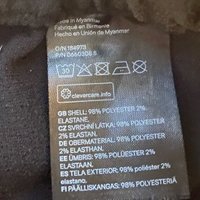 Made in Myanmar
Fabriqué en Birmanie
Hecho en Unión de Myanmar
O/N 184973
P/N 0660308 6
30
clevercare.info
GB SHELL: 98% POLYESTER 2%
ELASTANE.
CZ SVRCHNÍ LÁTKA: 98%
POLYESTER 2% ELASTAN.
DE OBERMATERIAL: 98% POLYESTER
2% ELASTHAN.
EE ÜMBRIS: 98% POLÜESTER 2%
ELASTAAN.
ES TELA EXTERIOR: 98% poliéster 2%
elastano.
FI PÄÄLLISKANGAS: 98% POLYESTERIÄ